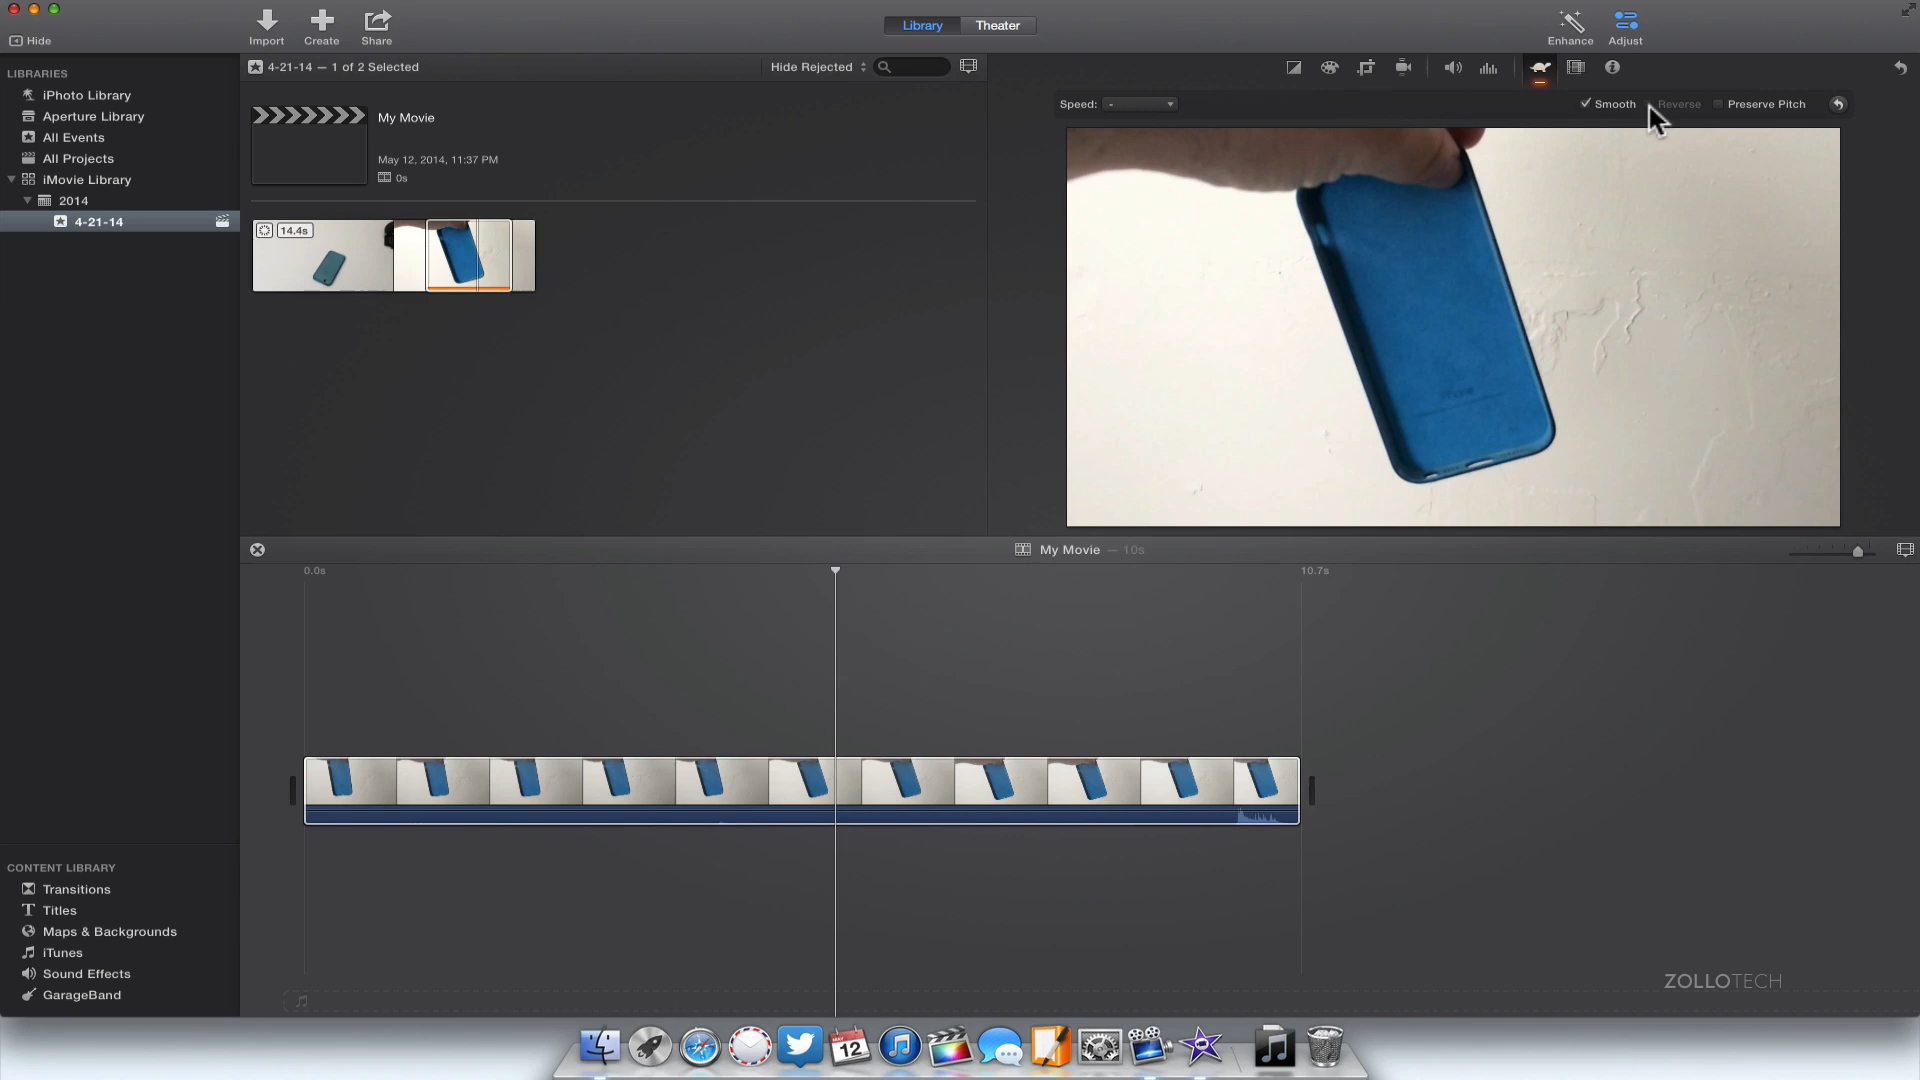 Hide
Import
Create
Share
Library
Theater
Enhance
Adjust
LIBRARIES
iPhoto Library
Aperture Library
All Events
All Projects
iMovie Library
2014
4-21-14
4-21-14 — 1 of 2 Selected
Hide Rejected
My Movie
May 12, 2014, 11:37 PM
0s
14.4s
Speed: -
Smooth
Reverse
Preserve Pitch
iPhone
My Movie — 10s
0.0s
10.7s
CONTENT LIBRARY
Transitions
Titles
Maps & Backgrounds
iTunes
Sound Effects
GarageBand
ZOLLOTECH
MAY
12